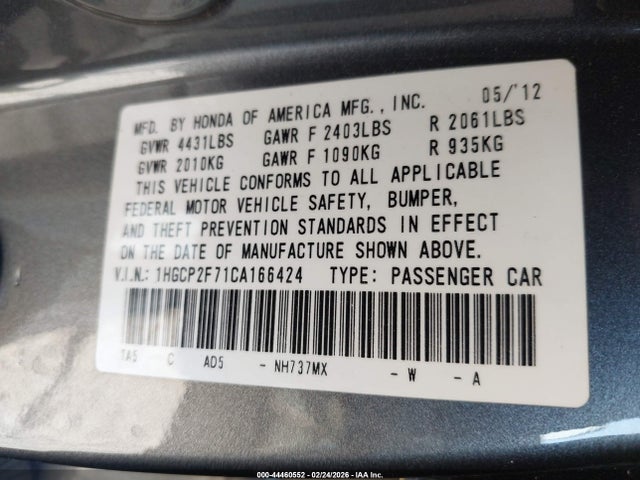 MFD. BY HONDA OF AMERICA MFG., INC. 05/'12
GVWR 4431LBS GAWR F 2403LBS R 2061LBS
GVWR 2010KG GAWR F 1090KG R 935KG
THIS VEHICLE CONFORMS TO ALL APPLICABLE
FEDERAL MOTOR VEHICLE SAFETY, BUMPER,
AND THEFT PREVENTION STANDARDS IN EFFECT
ON THE DATE OF MANUFACTURE SHOWN ABOVE.
V.I.N.: 1HGCP2F71CA166424 TYPE: PASSENGER CAR
TA5 C AD5 - NH737MX - W - A
000-44460552 - 02/24/2026 - IAA Inc.